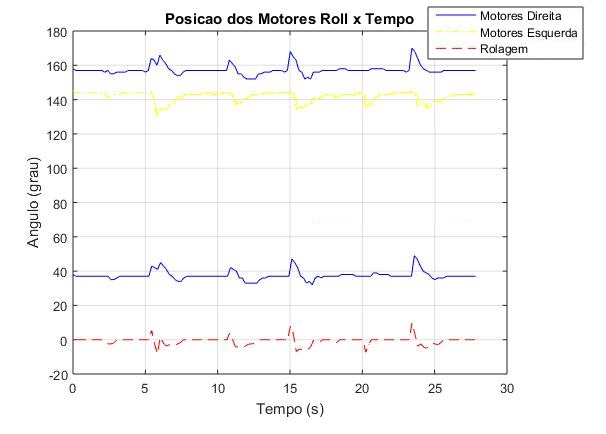 Posicao dos Motores Roll x Tempo
Motores Direita
Motores Esquerda
Rolagem
180
160
140
120
100
80
60
40
20
0
-20
Angulo (grau)
0 5 10 15 20 25 30
Tempo (s)